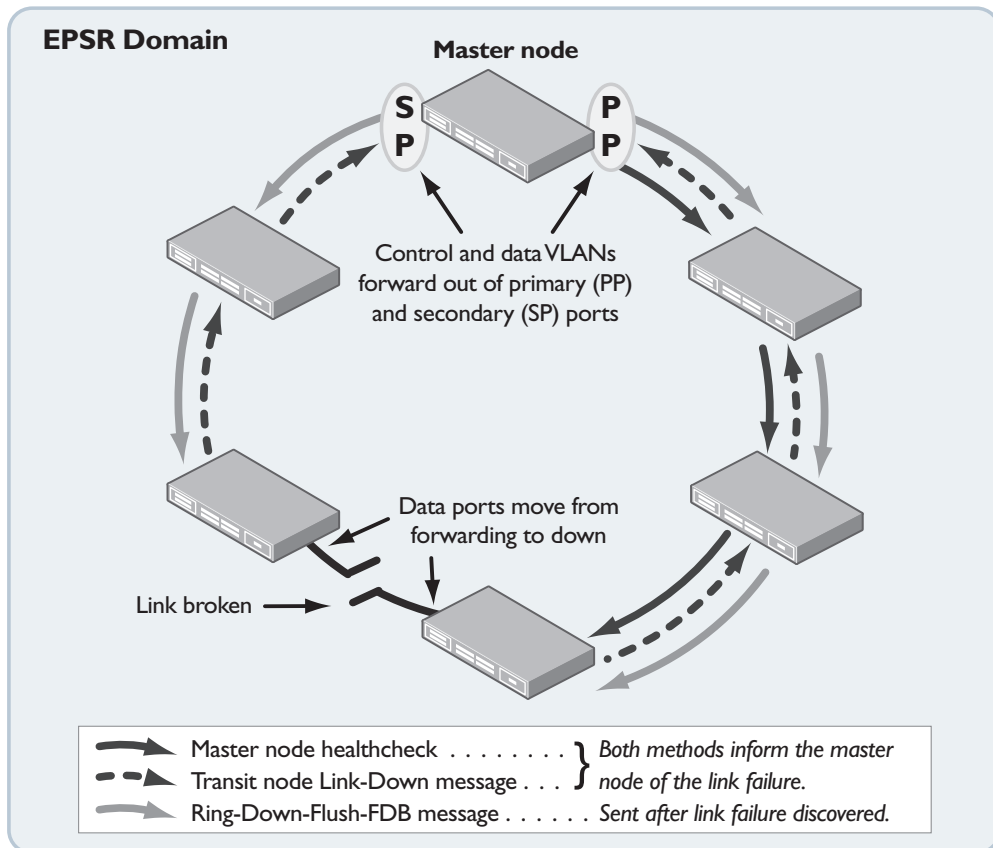 EPSR Domain
Master node
S
P
P
P
Control and data VLANs
forward out of primary (PP)
and secondary (SP) ports
Data ports move from
forwarding to down
Link broken
Master node healthcheck . . . . . . . . } Both methods inform the master
Transit node Link-Down message . . . node of the link failure.
Ring-Down-Flush-FDB message . . . . . . Sent after link failure discovered.